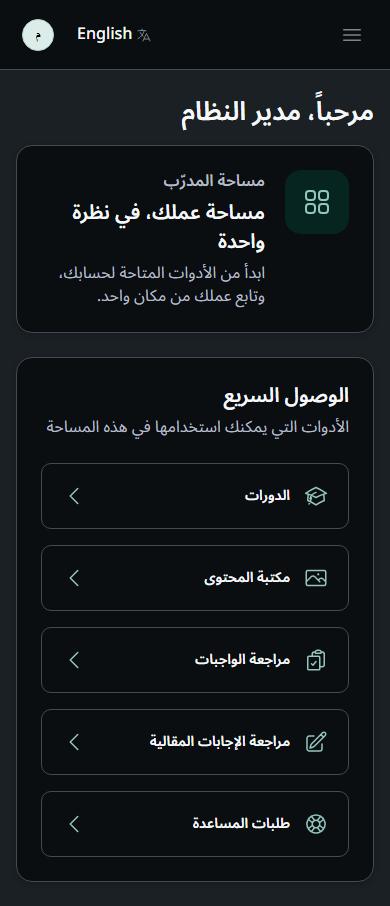 م
English
مرحباً، مدير النظام
مساحة المدرّب
مساحة عملك، في نظرة
واحدة
ابدأ من الأدوات المتاحة لحسابك،
وتابع عملك من مكان واحد.
الوصول السريع
الأدوات التي يمكنك استخدامها في هذه المساحة
الدورات
مكتبة المحتوى
مراجعة الواجبات
مراجعة الإجابات المقالية
طلبات المساعدة